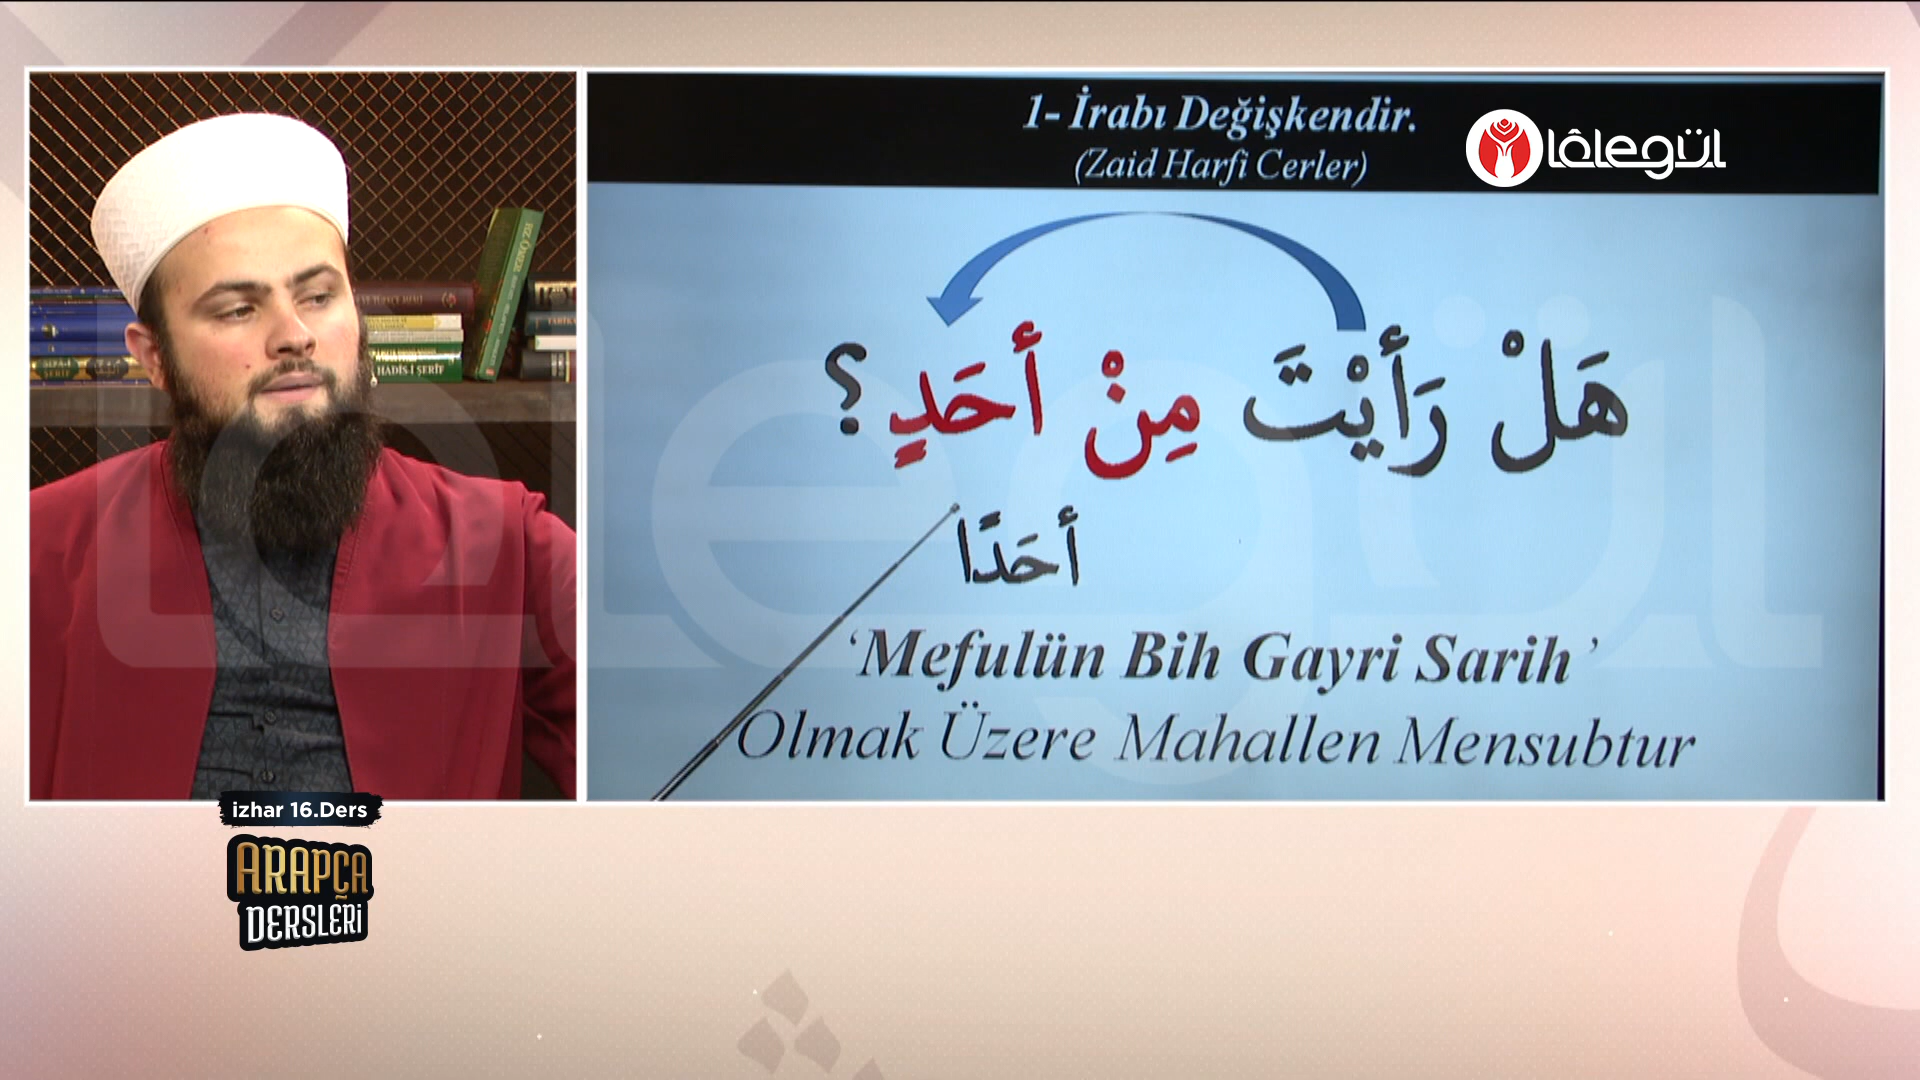 1- İrabı Değişkendir.
(Zaid Harfi Cerler)
lâlegül
هَلْ رَأَيْتَ مِنْ أَحَدٍ ؟
أَحَدًا
‘Mefulün Bih Gayri Sarih’
Olmak Üzere Mahallen Mensubtur
HADİS-İ ŞERİF
izhar 16.Ders
ARAPÇA
DERSLERİ
lâlegül